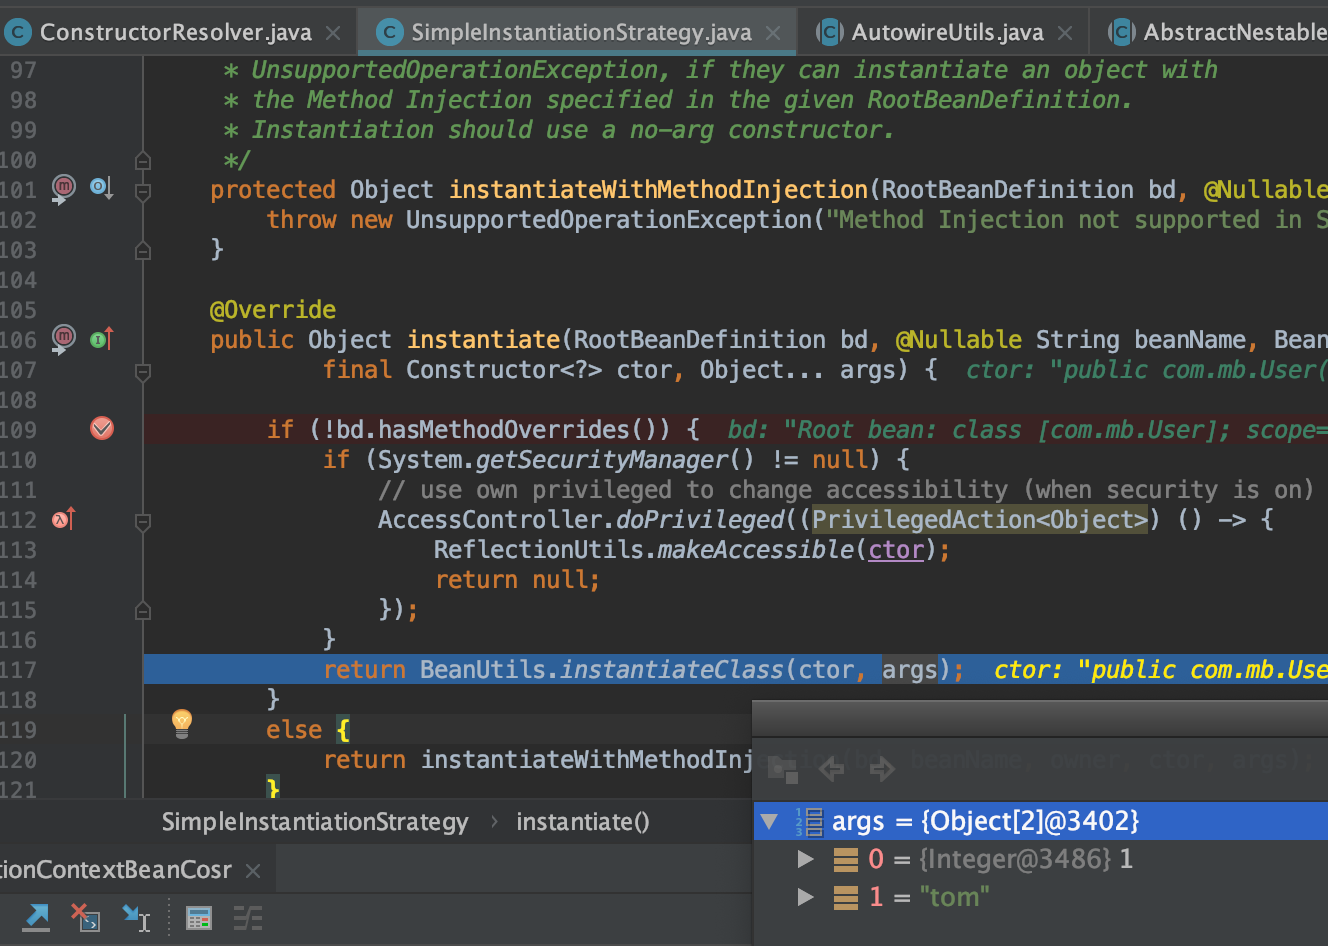 ConstructorResolver.java × SimpleInstantiationStrategy.java × AutowireUtils.java × AbstractNestable
97 * UnsupportedOperationException, if they can instantiate an object with
98 * the Method Injection specified in the given RootBeanDefinition.
99 * Instantiation should use a no-arg constructor.
100 */
101 protected Object instantiateWithMethodInjection(RootBeanDefinition bd, @Nullable
102 throw new UnsupportedOperationException("Method Injection not supported in S
103 }
104
105 @Override
106 public Object instantiate(RootBeanDefinition bd, @Nullable String beanName, Bean
107 final Constructor<?> ctor, Object... args) { ctor: "public com.mb.User(
108
109 if (!bd.hasMethodOverrides()) { bd: "Root bean: class [com.mb.User]; scope=
110 if (System.getSecurityManager() != null) {
111 // use own privileged to change accessibility (when security is on)
112 AccessController.doPrivileged((PrivilegedAction<Object>) () -> {
113 ReflectionUtils.makeAccessible(ctor);
114 return null;
115 });
116 }
117 return BeanUtils.instantiateClass(ctor, args); ctor: "public com.mb.Use
118 }
119 else {
120 return instantiateWithMethodInjection(bd, beanName, owner, ctor, args);
121 }
SimpleInstantiationStrategy › instantiate()
tionContextBeanCosr ×
args = {Object[2]@3402}
0 = {Integer@3486} 1
1 = "tom"